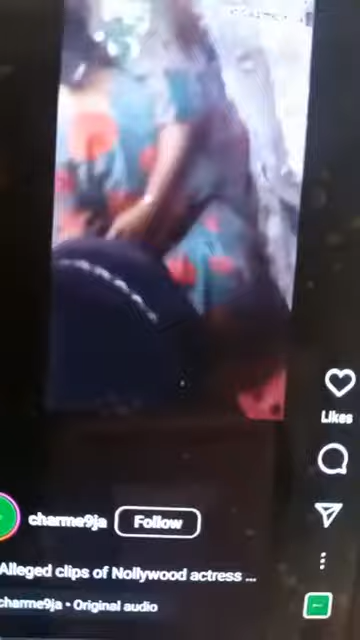 Likes
charme9ja Follow
Alleged clips of Nollywood actress ...
charme9ja • Original audio